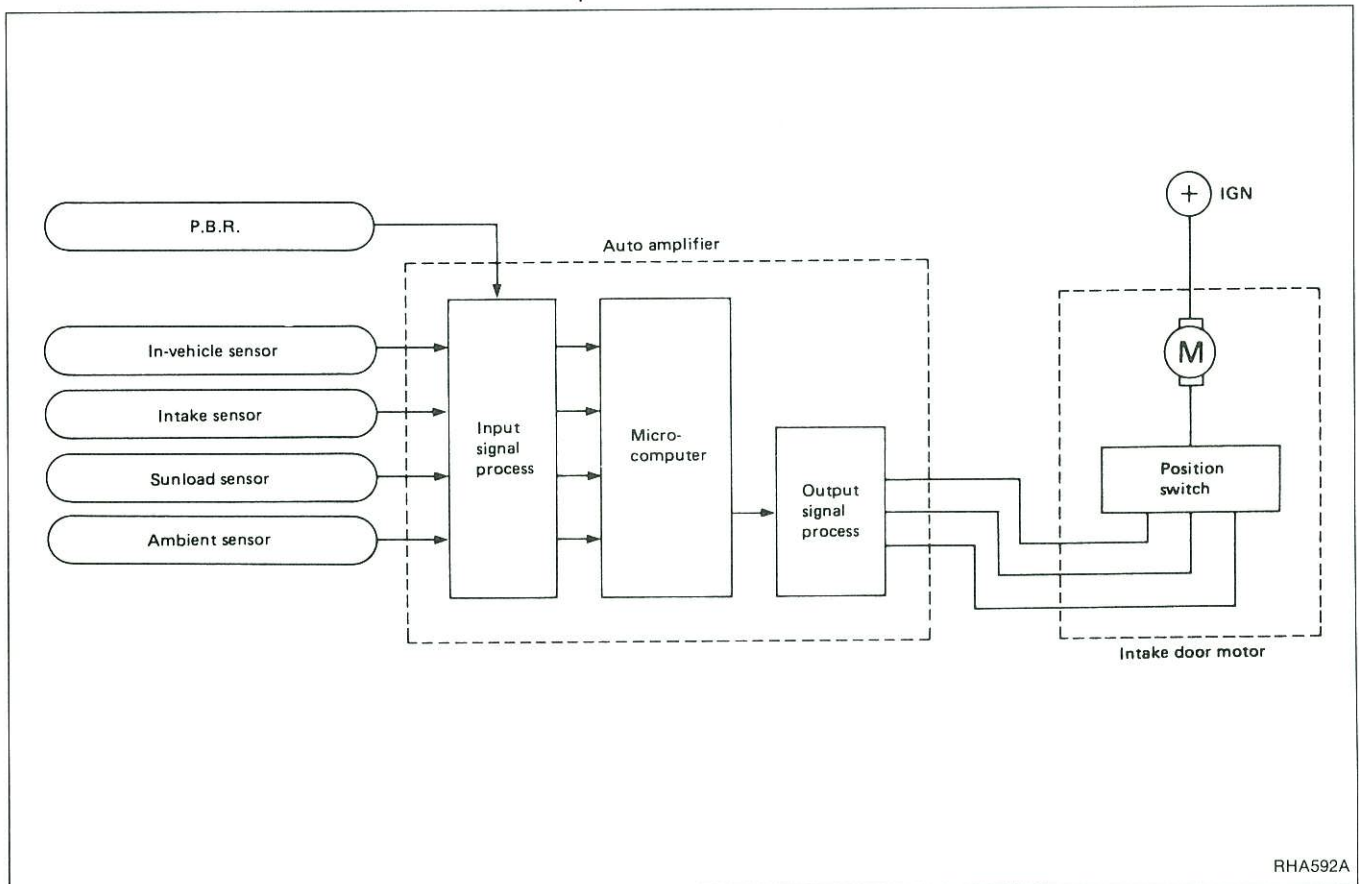 IGN
P.B.R.
Auto amplifier
In-vehicle sensor
Intake sensor
Sunload sensor
Ambient sensor
Input
signal
process
Micro-
computer
Output
signal
process
M
Position
switch
Intake door motor
RHA592A